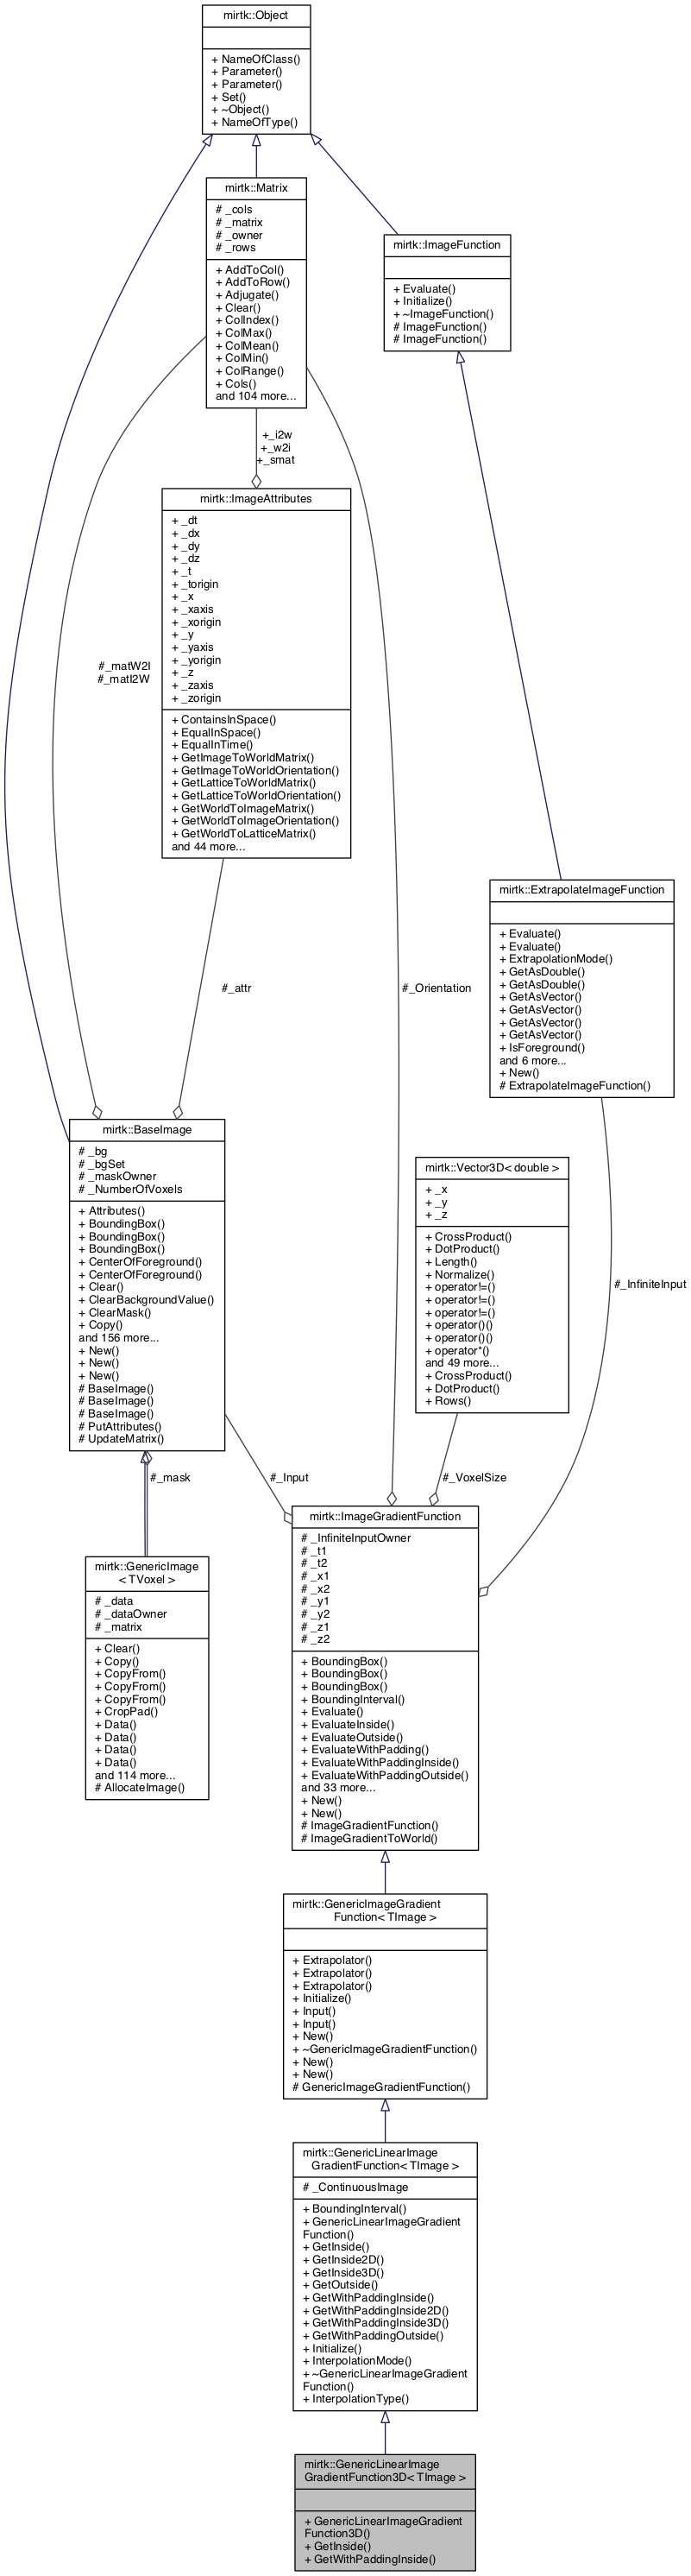 mirtk::Object
+ NameOfClass()
+ Parameter()
+ Parameter()
+ Set()
+ ~Object()
+ NameOfType()
mirtk::Matrix
# _cols
# _matrix
# _owner
# _rows
+ AddToCol()
+ AddToRow()
+ Adjugate()
+ Clear()
+ ColIndex()
+ ColMax()
+ ColMean()
+ ColMin()
+ ColRange()
+ Cols()
and 104 more...
mirtk::ImageFunction
+ Evaluate()
+ Initialize()
+ ~ImageFunction()
# ImageFunction()
# ImageFunction()
+_i2w
+_w2i
+_smat
mirtk::ImageAttributes
+ _dt
+ _dx
+ _dy
+ _dz
+ _t
+ _torigin
+ _x
+ _xaxis
+ _xorigin
+ _y
+ _yaxis
+ _yorigin
+ _z
+ _zaxis
+ _zorigin
+ ContainsInSpace()
+ EqualInSpace()
+ EqualInTime()
+ GetImageToWorldMatrix()
+ GetImageToWorldOrientation()
+ GetLatticeToWorldMatrix()
+ GetLatticeToWorldOrientation()
+ GetWorldToImageMatrix()
+ GetWorldToImageOrientation()
+ GetWorldToLatticeMatrix()
and 44 more...
#_matW2I
#_matI2W
mirtk::ExtrapolateImageFunction
+ Evaluate()
+ Evaluate()
+ ExtrapolationMode()
+ GetAsDouble()
+ GetAsDouble()
+ GetAsVector()
+ GetAsVector()
+ GetAsVector()
+ GetAsVector()
+ IsForeground()
and 6 more...
+ New()
# ExtrapolateImageFunction()
#_attr
#_Orientation
mirtk::BaseImage
# _bg
# _bgSet
# _maskOwner
# _NumberOfVoxels
+ Attributes()
+ BoundingBox()
+ BoundingBox()
+ BoundingBox()
+ CenterOfForeground()
+ CenterOfForeground()
+ Clear()
+ ClearBackgroundValue()
+ ClearMask()
+ Copy()
and 156 more...
+ New()
+ New()
+ New()
# BaseImage()
# BaseImage()
# BaseImage()
# PutAttributes()
# UpdateMatrix()
mirtk::Vector3D< double >
+ _x
+ _y
+ _z
+ CrossProduct()
+ DotProduct()
+ Length()
+ Normalize()
+ operator!=()
+ operator!=()
+ operator!=()
+ operator()()
+ operator()()
+ operator*()
and 49 more...
+ CrossProduct()
+ DotProduct()
+ Rows()
#_InfiniteInput
#_mask
#_Input
#_VoxelSize
mirtk::GenericImage
< TVoxel >
# _data
# _dataOwner
# _matrix
+ Clear()
+ Copy()
+ CopyFrom()
+ CopyFrom()
+ CopyFrom()
+ CropPad()
+ Data()
+ Data()
+ Data()
+ Data()
and 114 more...
# AllocateImage()
mirtk::ImageGradientFunction
# _InfiniteInputOwner
# _t1
# _t2
# _x1
# _x2
# _y1
# _y2
# _z1
# _z2
+ BoundingBox()
+ BoundingBox()
+ BoundingBox()
+ BoundingInterval()
+ Evaluate()
+ EvaluateInside()
+ EvaluateOutside()
+ EvaluateWithPadding()
+ EvaluateWithPaddingInside()
+ EvaluateWithPaddingOutside()
and 33 more...
+ New()
+ New()
# ImageGradientFunction()
# ImageGradientToWorld()
mirtk::GenericImageGradient
Function< TImage >
+ Extrapolator()
+ Extrapolator()
+ Extrapolator()
+ Initialize()
+ Input()
+ Input()
+ New()
+ ~GenericImageGradientFunction()
+ New()
+ New()
# GenericImageGradientFunction()
mirtk::GenericLinearImage
GradientFunction< TImage >
# _ContinuousImage
+ BoundingInterval()
+ GenericLinearImageGradient
Function()
+ GetInside()
+ GetInside2D()
+ GetInside3D()
+ GetOutside()
+ GetWithPaddingInside()
+ GetWithPaddingInside2D()
+ GetWithPaddingInside3D()
+ GetWithPaddingOutside()
+ Initialize()
+ InterpolationMode()
+ ~GenericLinearImageGradient
Function()
+ InterpolationType()
mirtk::GenericLinearImage
GradientFunction3D< TImage >
+ GenericLinearImageGradient
Function3D()
+ GetInside()
+ GetWithPaddingInside()